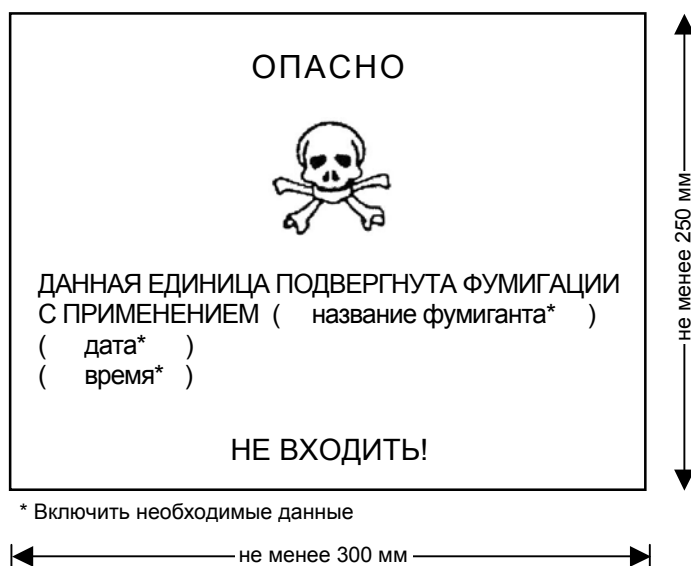 ОПАСНО
ДАННАЯ ЕДИНИЦА ПОДВЕРГНУТА ФУМИГАЦИИ
С ПРИМЕНЕНИЕМ ( название фумиганта* )
( дата* )
( время* )
НЕ ВХОДИТЬ!
не менее 250 мм
* Включить необходимые данные
не менее 300 мм